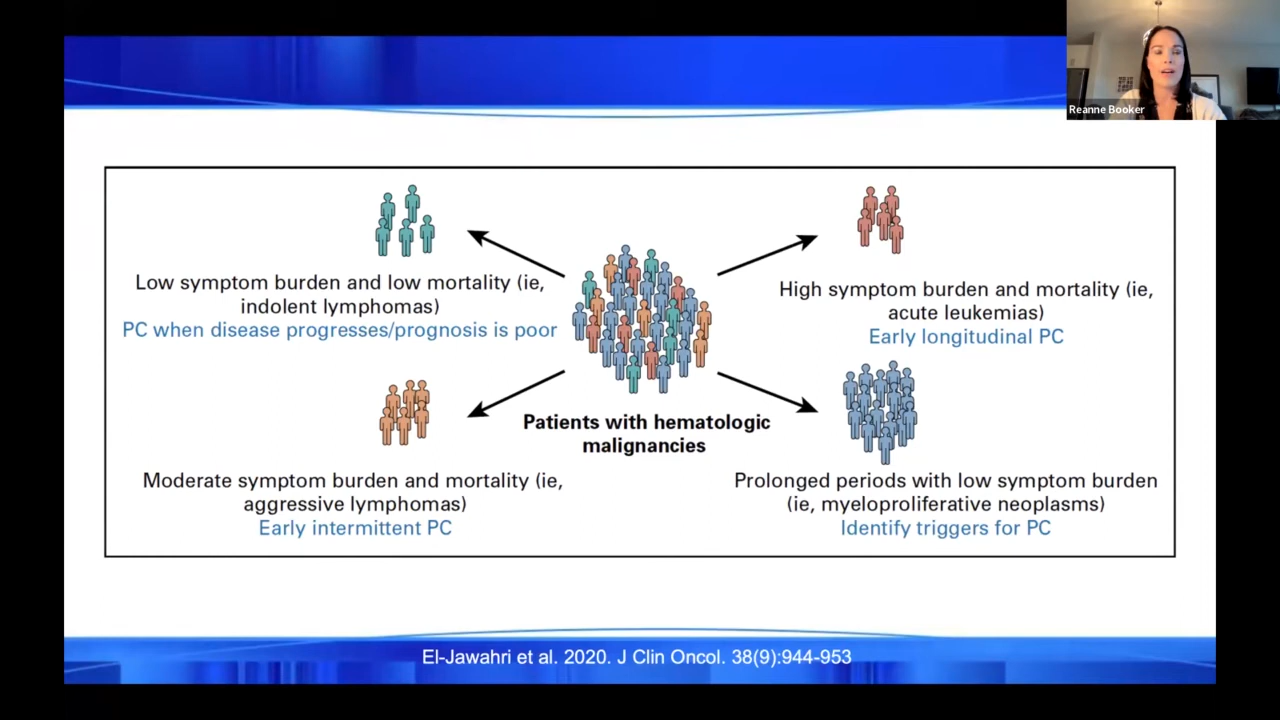 Reanne Booker
Low symptom burden and low mortality (ie,
indolent lymphomas)
PC when disease progresses/prognosis is poor
High symptom burden and mortality (ie,
acute leukemias)
Early longitudinal PC
Patients with hematologic
malignancies
Moderate symptom burden and mortality (ie,
aggressive lymphomas)
Early intermittent PC
Prolonged periods with low symptom burden
(ie, myeloproliferative neoplasms)
Identify triggers for PC
El-Jawahri et al. 2020. J Clin Oncol. 38(9):944-953